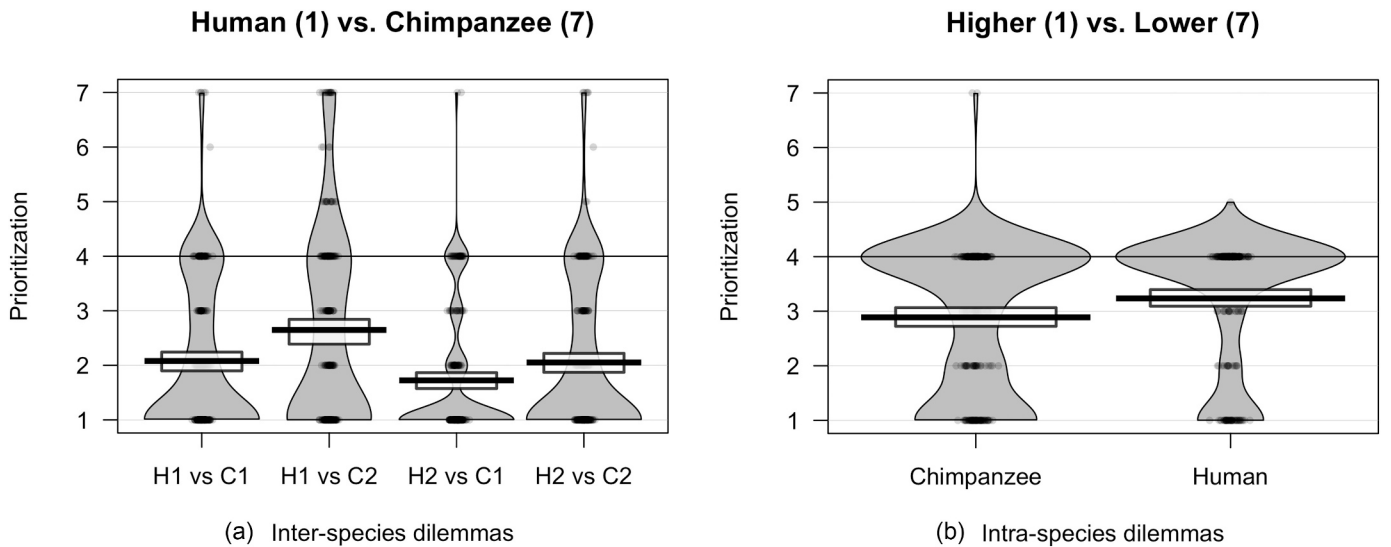 Human (1) vs. Chimpanzee (7)
Prioritization
7
6
5
4
3
2
1
H1 vs C1 H1 vs C2 H2 vs C1 H2 vs C2
(a) Inter-species dilemmas
Higher (1) vs. Lower (7)
Prioritization
7
6
5
4
3
2
1
Chimpanzee Human
(b) Intra-species dilemmas